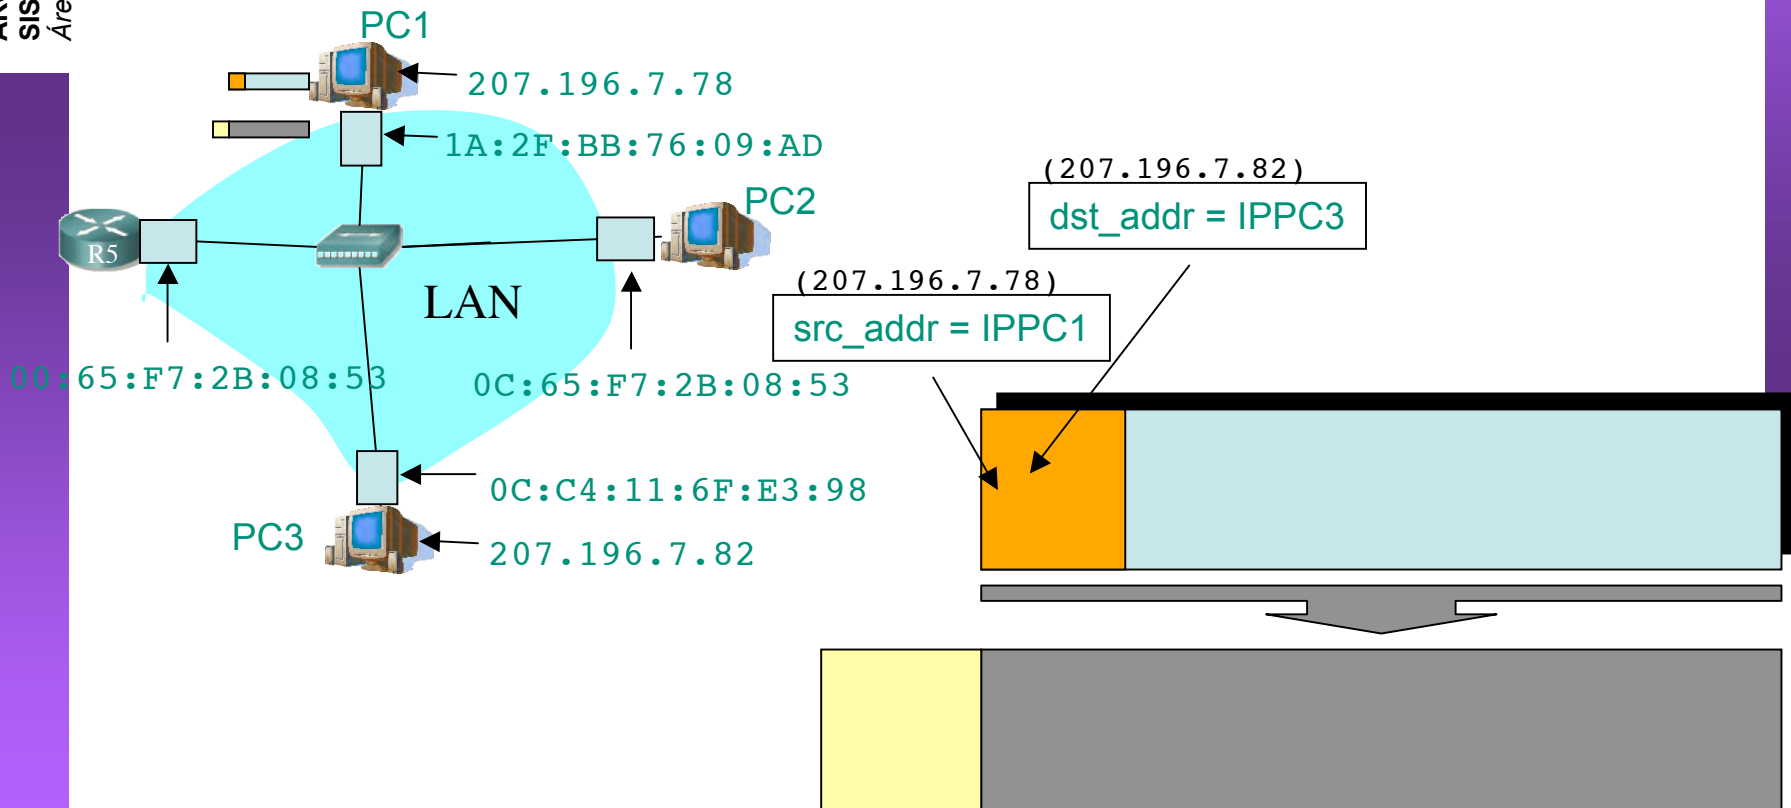 SIS
Áre
PC1
207.196.7.78
1A:2F:BB:76:09:AD
(207.196.7.82)
PC2
dst_addr = IPPC3
R5
(207.196.7.78)
LAN
src_addr = IPPC1
00:65:F7:2B:08:53
0C:65:F7:2B:08:53
0C:C4:11:6F:E3:98
PC3
207.196.7.82